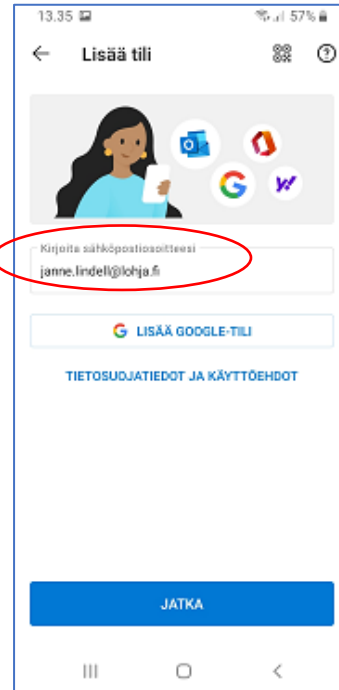 13.35 57%
Lisää tili
Kirjoita sähköpostiosoitteesi
janne.lindell@lohja.fi
LISÄÄ GOOGLE-TILI
TIETOSUOJATIEDOT JA KÄYTTÖEHDOT
JATKA